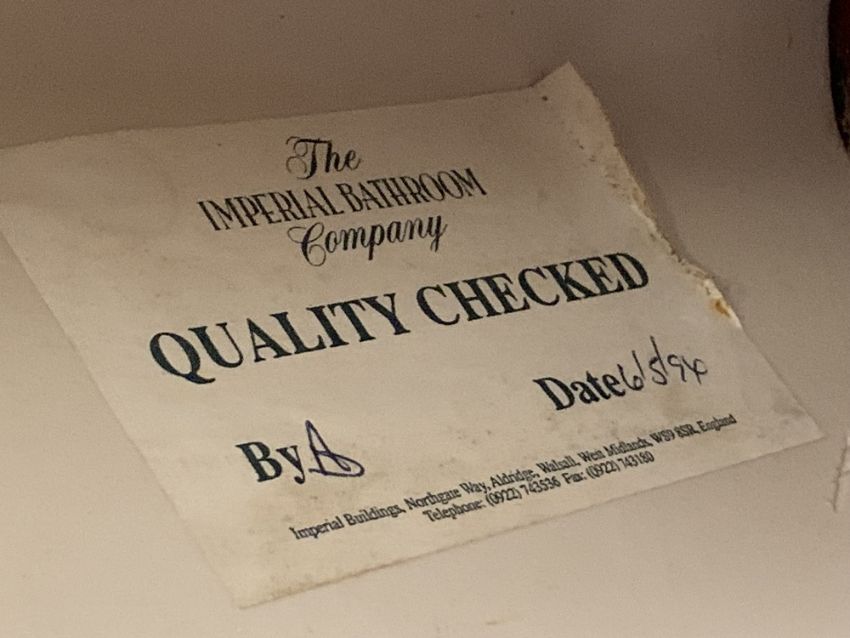 The
IMPERIAL BATHROOM
Company
QUALITY CHECKED
By
Date 6/5/94
Imperial Buildings, Northgate Way, Aldridge, Walsall, West Midlands, WS9 8SR, England
Telephone: (0922) 743536 Fax: (0922) 743180